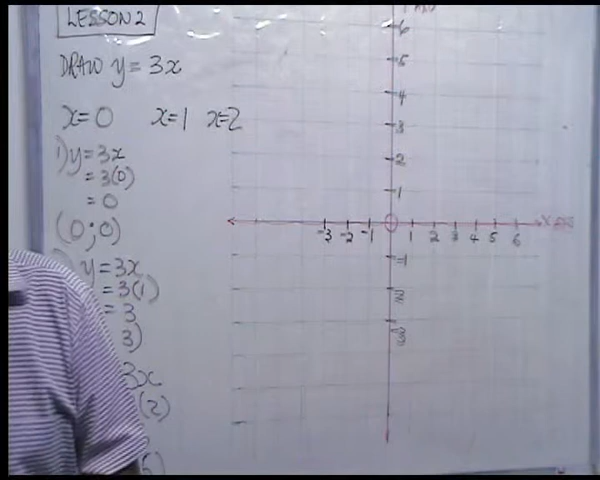 LESSON 2
DRAW y = 3x
x=0 x=1 x=2
1) y=3x
= 3(0)
= 0
(0;0)
y=3x
= 3(1)
= 3
3)
3x
(2)
6
5
4
3
2
1
-3 -2 -1 1 2 3 4 5 6
-1
-2
-3